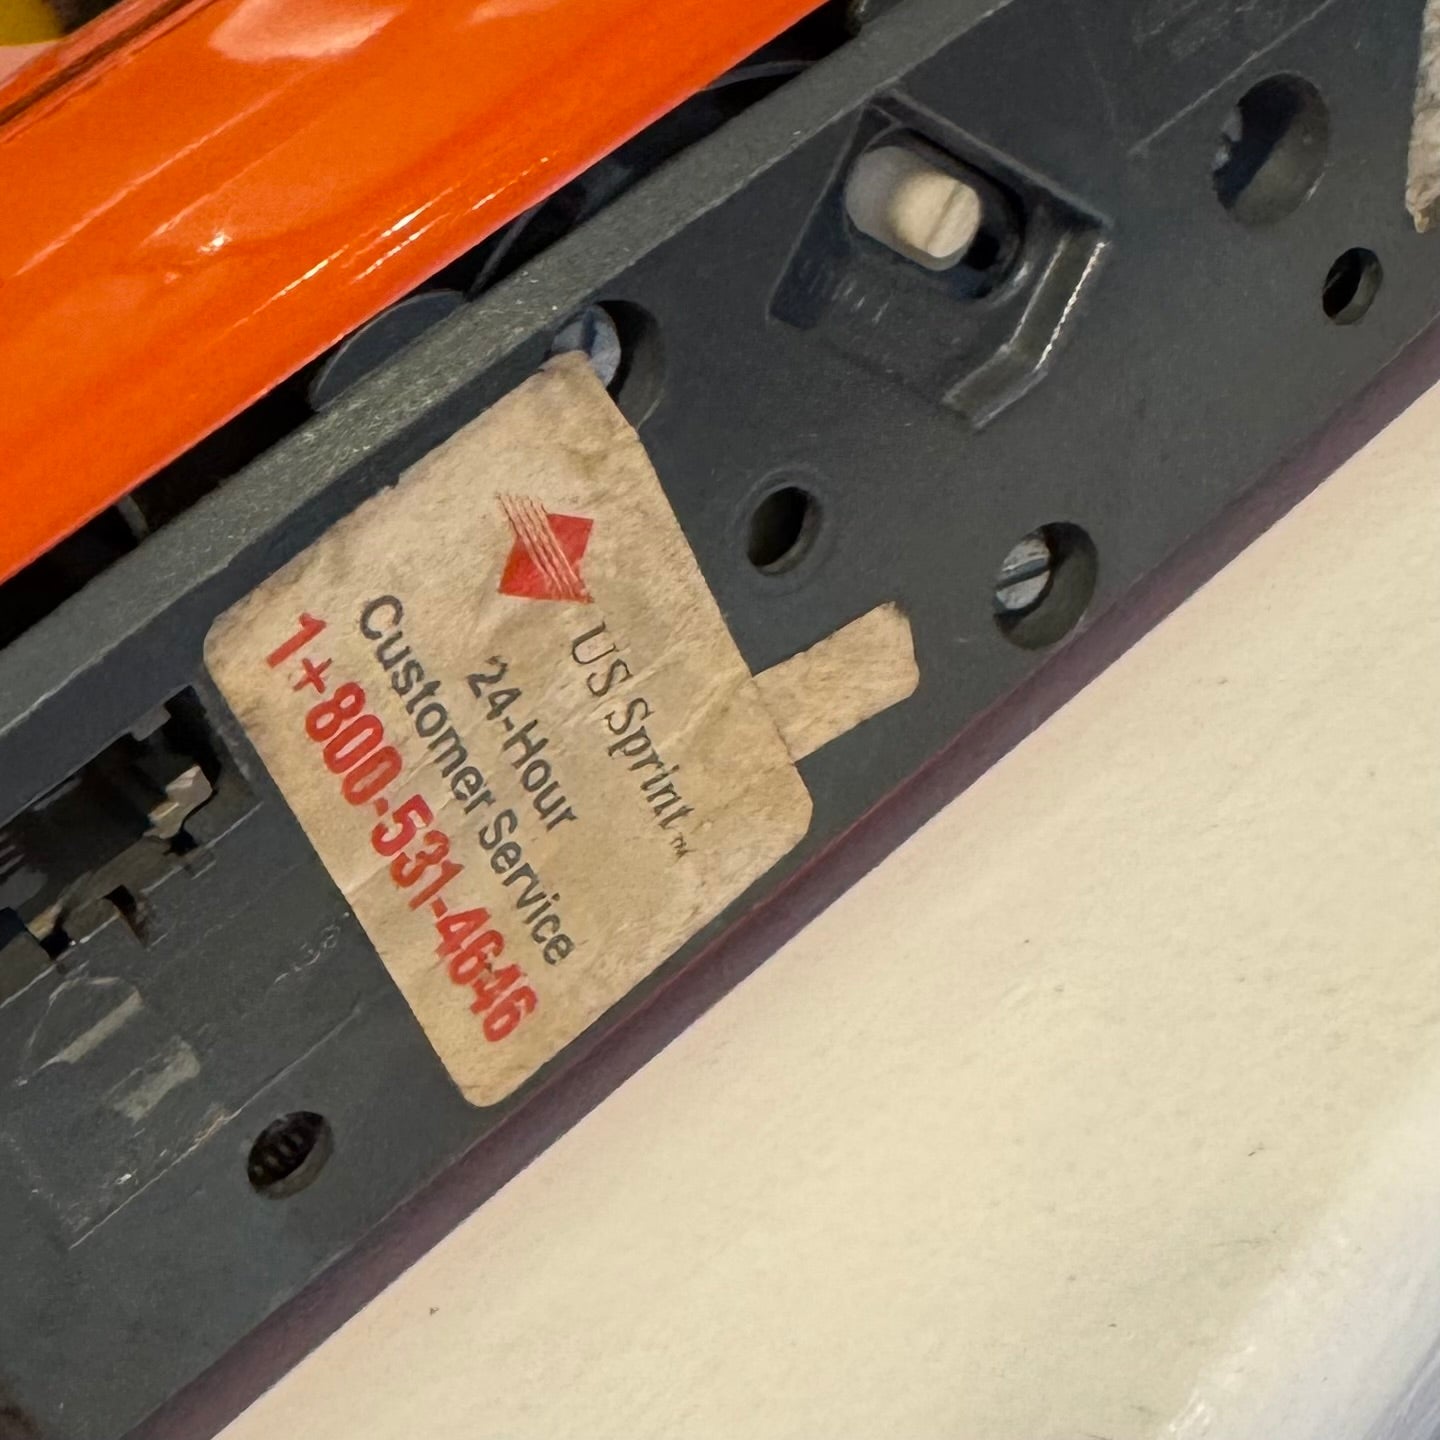 US Sprint™
24-Hour
Customer Service
1+800-531-4646